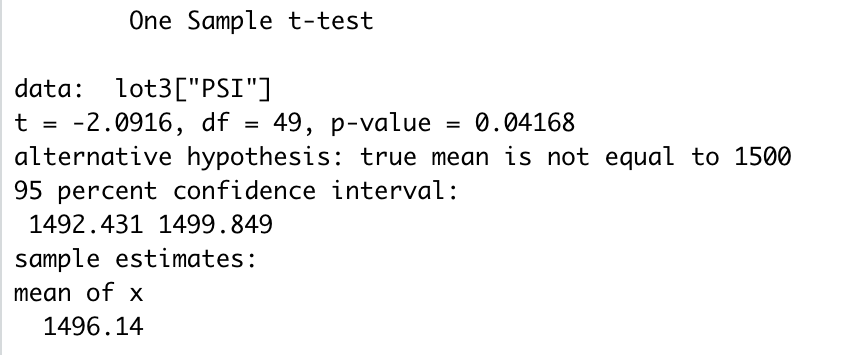 One Sample t-test
data:  lot3["PSI"]
t = -2.0916, df = 49, p-value = 0.04168
alternative hypothesis: true mean is not equal to 1500
95 percent confidence interval:
1492.431 1499.849
sample estimates:
mean of x
1496.14